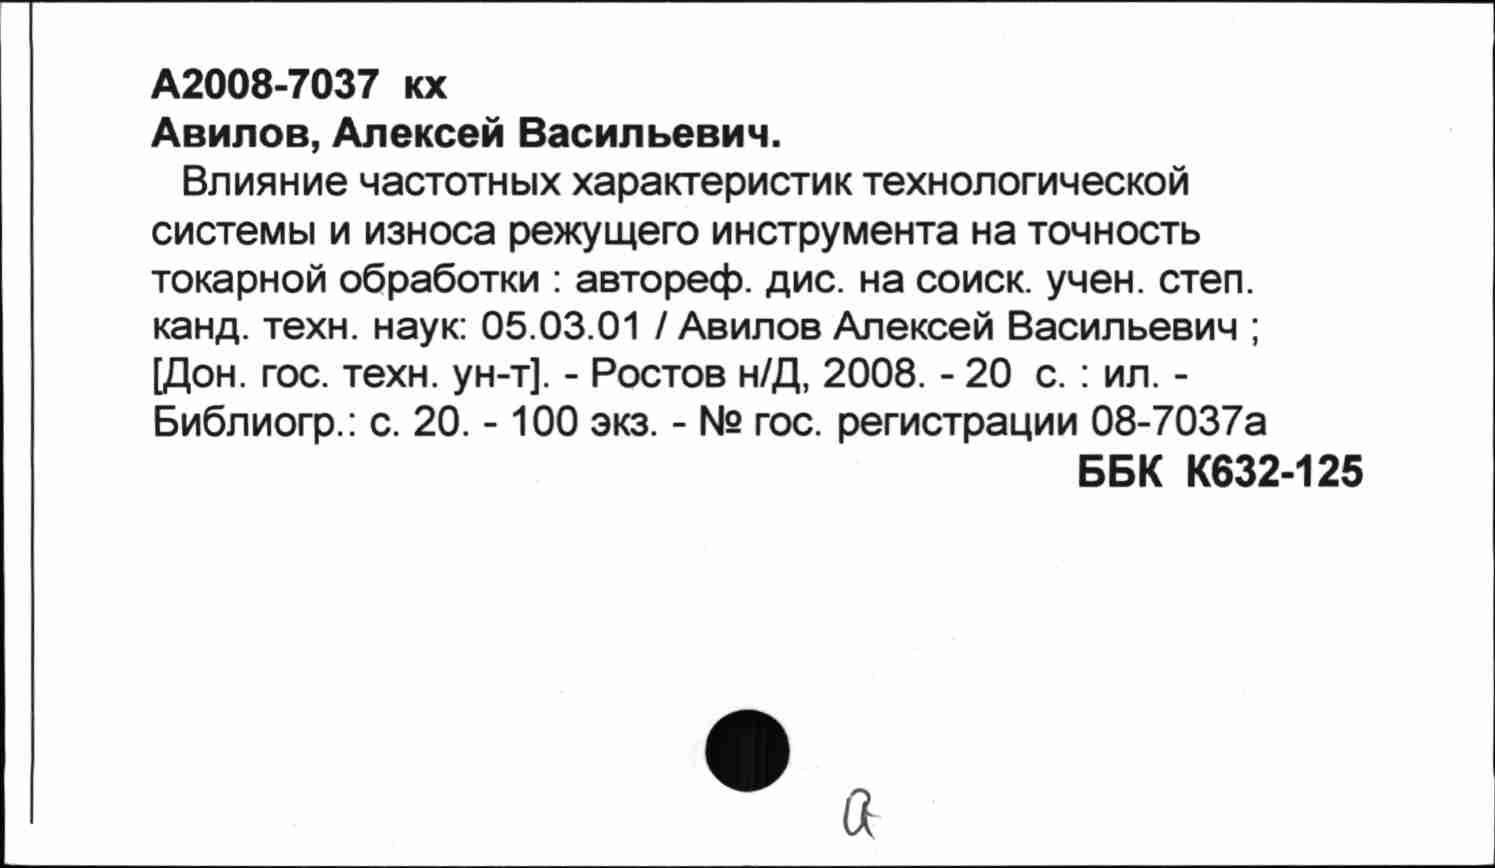 А2008-7037 кх
Авилов, Алексей Васильевич.
Влияние частотных характеристик технологической
системы и износа режущего инструмента на точность
токарной обработки : автореф. дис. на соиск. учен. степ.
канд. техн. наук: 05.03.01 / Авилов Алексей Васильевич ;
[Дон. гос. техн. ун-т]. - Ростов н/Д, 2008. - 20 с. : ил. -
Библиогр.: с. 20. - 100 экз. - № гос. регистрации 08-7037а
ББК К632-125
а